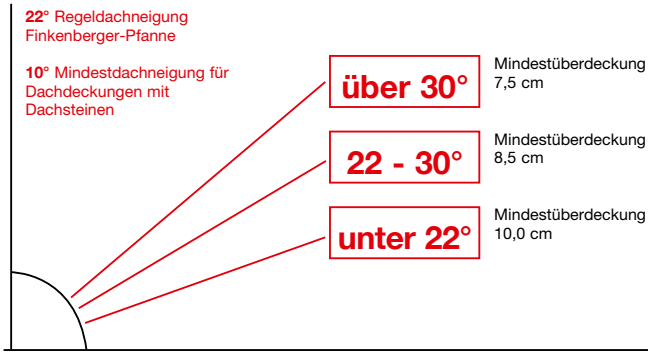 22° Regeldachneigung
Finkenberger-Pfanne
10° Mindestdachneigung für
Dachdeckungen mit
Dachsteinen
über 30°
Mindestüberdeckung
7,5 cm
22 - 30°
Mindestüberdeckung
8,5 cm
unter 22°
Mindestüberdeckung
10,0 cm